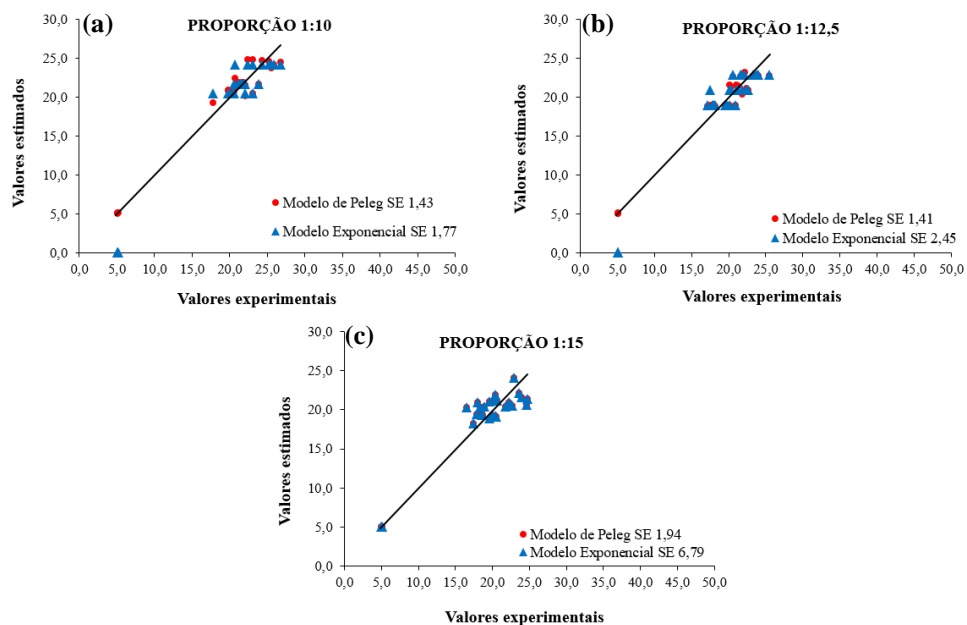 (a)
PROPORÇÃO 1:10
30,0
25,0
20,0
15,0
10,0
5,0
0,0
Valores estimados
Modelo de Peleg SE 1,43
Modelo Exponencial SE 1,77
0,0 5,0 10,0 15,0 20,0 25,0 30,0 35,0 40,0 45,0 50,0
Valores experimentais
(b)
PROPORÇÃO 1:12,5
30,0
25,0
20,0
15,0
10,0
5,0
0,0
Valores estimados
Modelo de Peleg SE 1,41
Modelo Exponencial SE 2,45
0,0 5,0 10,0 15,0 20,0 25,0 30,0 35,0 40,0 45,0 50,0
Valores experimentais
(c)
PROPORÇÃO 1:15
30,0
25,0
20,0
15,0
10,0
5,0
0,0
Valores estimados
Modelo de Peleg SE 1,94
Modelo Exponencial SE 6,79
0,0 5,0 10,0 15,0 20,0 25,0 30,0 35,0 40,0 45,0 50,0
Valores experimentais